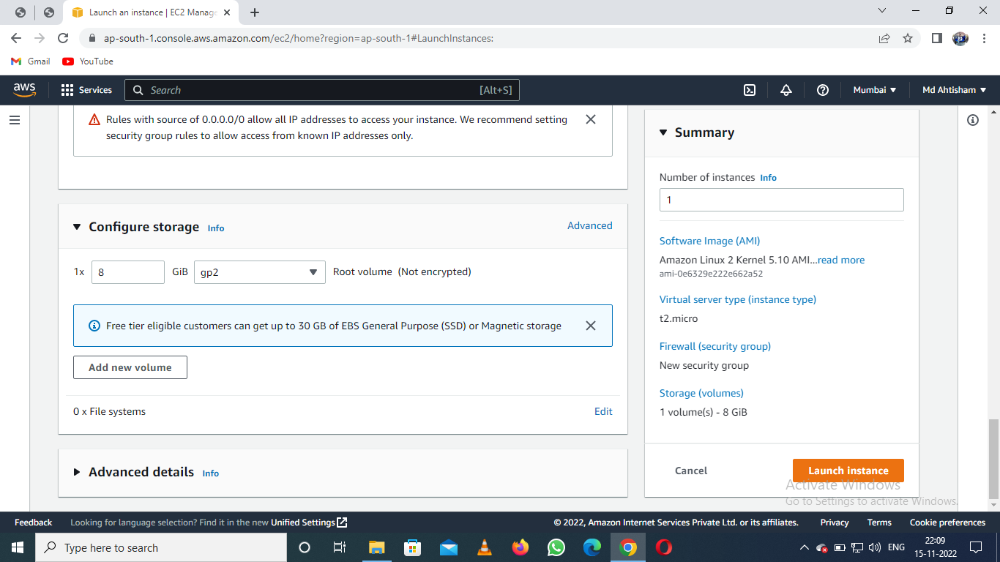 Launch an instance | EC2 Manage
ap-south-1.console.aws.amazon.com/ec2/home?region=ap-south-1#LaunchInstances:
Gmail
YouTube
aws
Services
Search
[Alt+S]
Mumbai
Md Ahtisham
Rules with source of 0.0.0.0/0 allow all IP addresses to access your instance. We recommend setting
security group rules to allow access from known IP addresses only.
Configure storage Info
Advanced
1x
8
GiB
gp2
Root volume (Not encrypted)
Free tier eligible customers can get up to 30 GB of EBS General Purpose (SSD) or Magnetic storage
Add new volume
0 x File systems
Edit
Advanced details Info
Summary
Number of instances Info
1
Software Image (AMI)
Amazon Linux 2 Kernel 5.10 AMI...read more
ami-0e6329e222e662a52
Virtual server type (instance type)
t2.micro
Firewall (security group)
New security group
Storage (volumes)
1 volume(s) - 8 GiB
Cancel
Launch instance
Activate Windows
Go to Settings to activate Windows.
Feedback
Looking for language selection? Find it in the new Unified Settings
© 2022, Amazon Internet Services Private Ltd. or its affiliates.
Privacy
Terms
Cookie preferences
Type here to search
ENG
22:09
15-11-2022